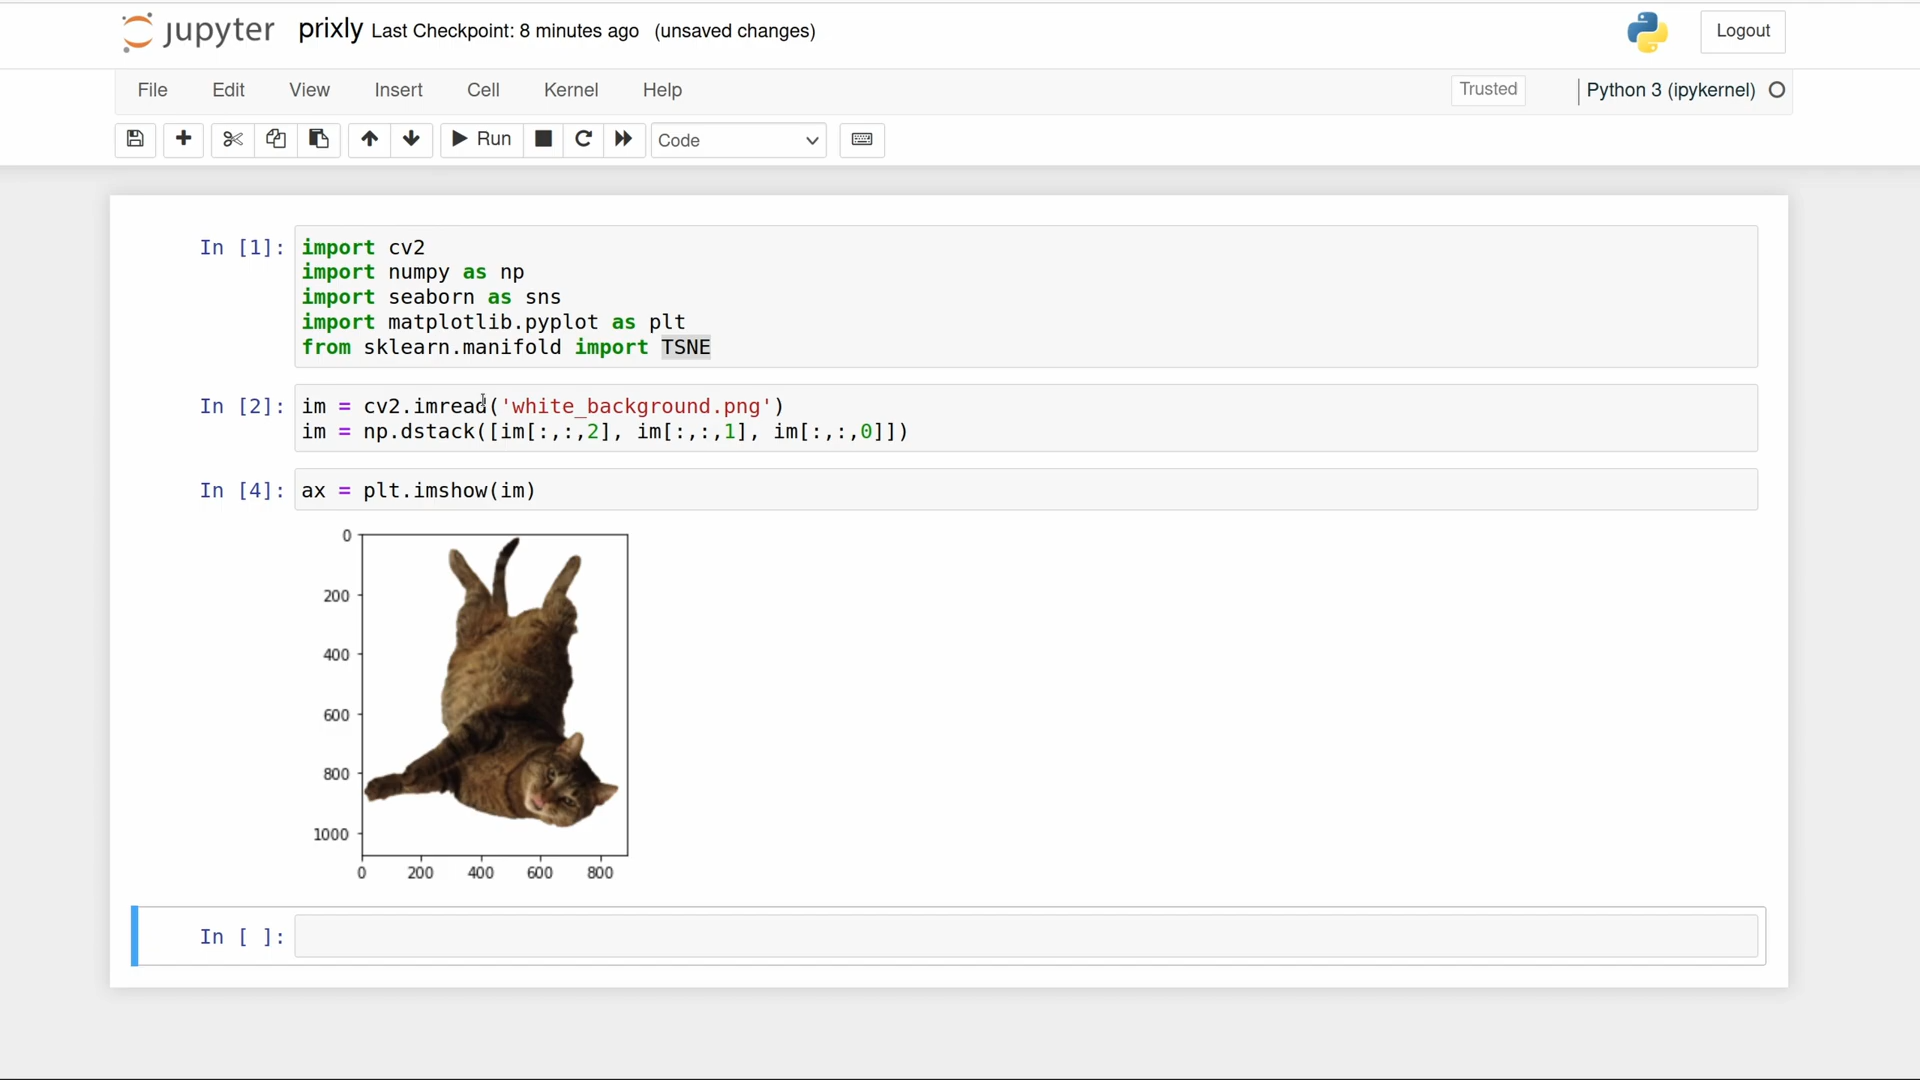 jupyter prixly Last Checkpoint: 8 minutes ago (unsaved changes) Logout
File Edit View Insert Cell Kernel Help Trusted Python 3 (ipykernel)
Run Code
In [1]: import cv2
import numpy as np
import seaborn as sns
import matplotlib.pyplot as plt
from sklearn.manifold import TSNE
In [2]: im = cv2.imread('white_background.png')
im = np.dstack([im[:,:,2], im[:,:,1], im[:,:,0]])
In [4]: ax = plt.imshow(im)
0
200
400
600
800
1000
0 200 400 600 800
In [ ]: